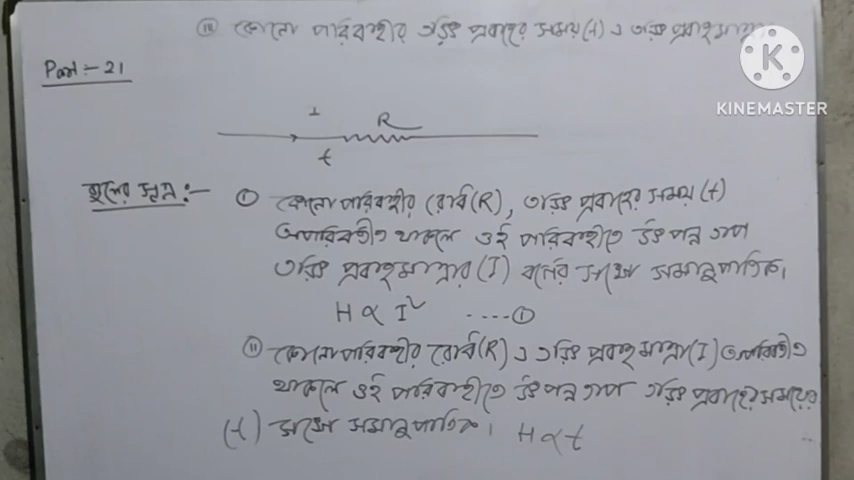 (iii) কোনো পরিবাহীর তড়িৎ প্রবাহের সময় (t) ও তড়িৎ প্রবাহমাত্রা
KINEMASTER
Part :- 21
I
R
t
জুলের সূত্র :- (i) কোনো পরিবাহীর রোধ (R), তড়িৎ প্রবাহের সময় (t)
অপরিবর্তীত থাকলে ওই পরিবাহীতে উৎপন্ন তাপ
তড়িৎ প্রবাহমাত্রার (I) বর্গের সঙ্গে সমানুপাতিক।
H ∝ I² .....(i)
(ii) কোনো পরিবাহীর রোধ (R) ও তড়িৎ প্রবাহমাত্রা (I) অপরিবর্তীত
থাকলে ওই পরিবাহীতে উৎপন্ন তাপ তড়িৎ প্রবাহের সময়ের
(t) সঙ্গে সমানুপাতিক। H ∝ t